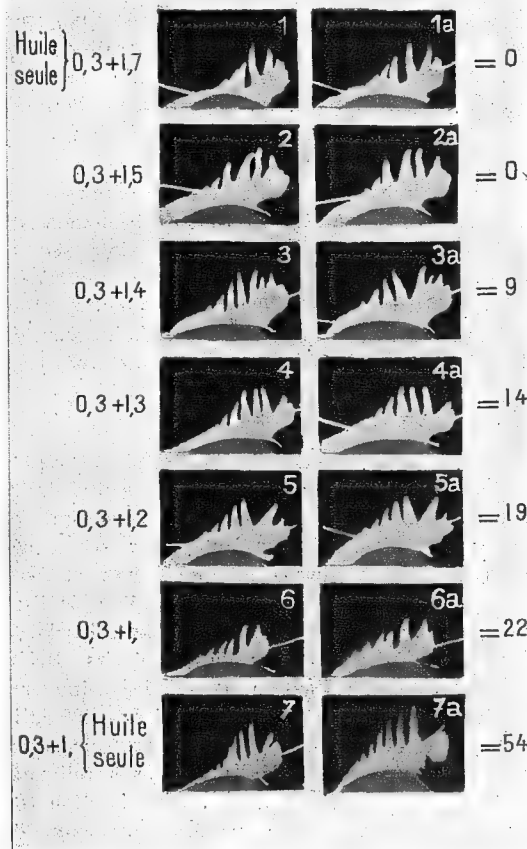 1 1a
Huile seule } 0,3+1,7 = 0
2 2a
0,3+1,5 = 0
3 3a
0,3+1,4 = 9
4 4a
0,3+1,3 = 14
5 5a
0,3+1,2 = 19
6 6a
0,3+1, = 22
7 7a
0,3+1, { Huile seule = 54